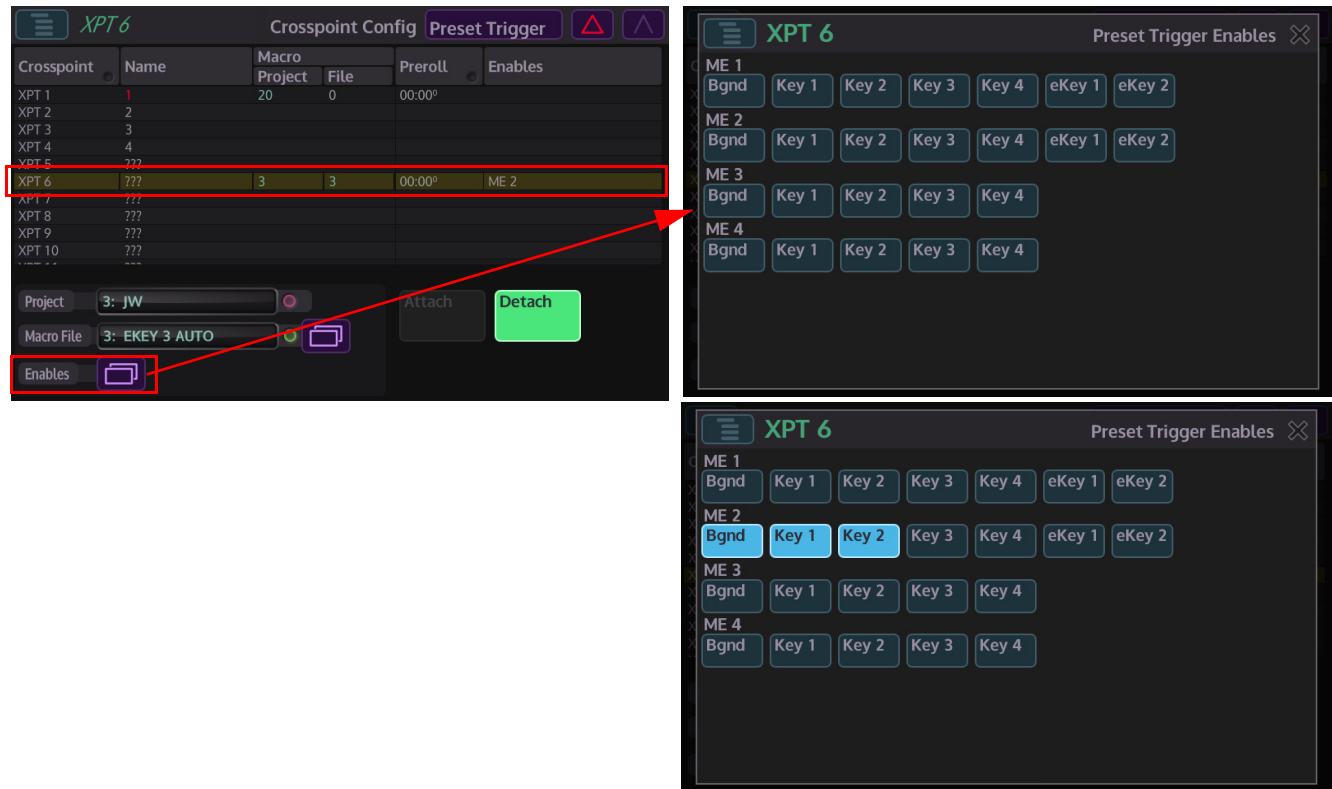 XPT 6 Crosspoint Config Preset Trigger
Crosspoint Name Macro Preroll Enables
Project File
XPT 1 1 20 0 00:00⁰
XPT 2 2
XPT 3 3
XPT 4 4
XPT 5 ???
XPT 6 ??? 3 3 00:00⁰ ME 2
XPT 7 ???
XPT 8 ???
XPT 9 ???
XPT 10 ???
Project 3: JW Attach Detach
Macro File 3: EKEY 3 AUTO
Enables
XPT 6 Preset Trigger Enables
ME 1
Bgnd Key 1 Key 2 Key 3 Key 4 eKey 1 eKey 2
ME 2
Bgnd Key 1 Key 2 Key 3 Key 4 eKey 1 eKey 2
ME 3
Bgnd Key 1 Key 2 Key 3 Key 4
ME 4
Bgnd Key 1 Key 2 Key 3 Key 4
XPT 6 Preset Trigger Enables
ME 1
Bgnd Key 1 Key 2 Key 3 Key 4 eKey 1 eKey 2
ME 2
Bgnd Key 1 Key 2 Key 3 Key 4 eKey 1 eKey 2
ME 3
Bgnd Key 1 Key 2 Key 3 Key 4
ME 4
Bgnd Key 1 Key 2 Key 3 Key 4